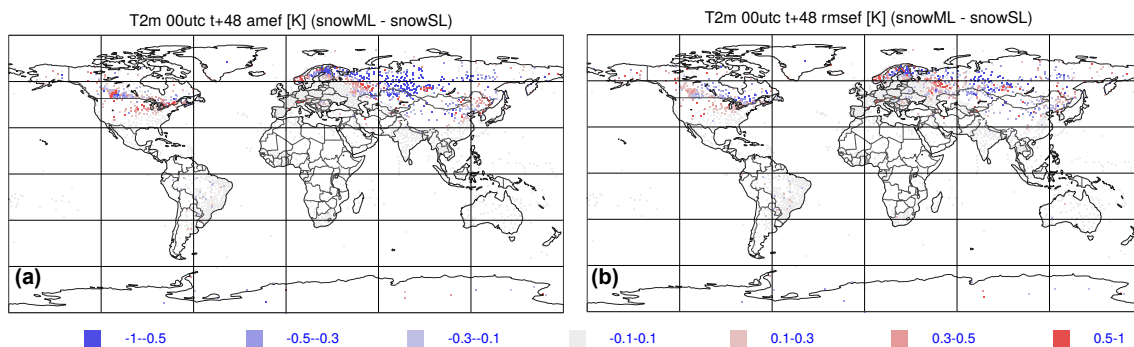 T2m 00utc t+48 amef [K] (snowML - snowSL)
T2m 00utc t+48 rmsef [K] (snowML - snowSL)
(a)
(b)
-1--0.5
-0.5--0.3
-0.3--0.1
-0.1-0.1
0.1-0.3
0.3-0.5
0.5-1